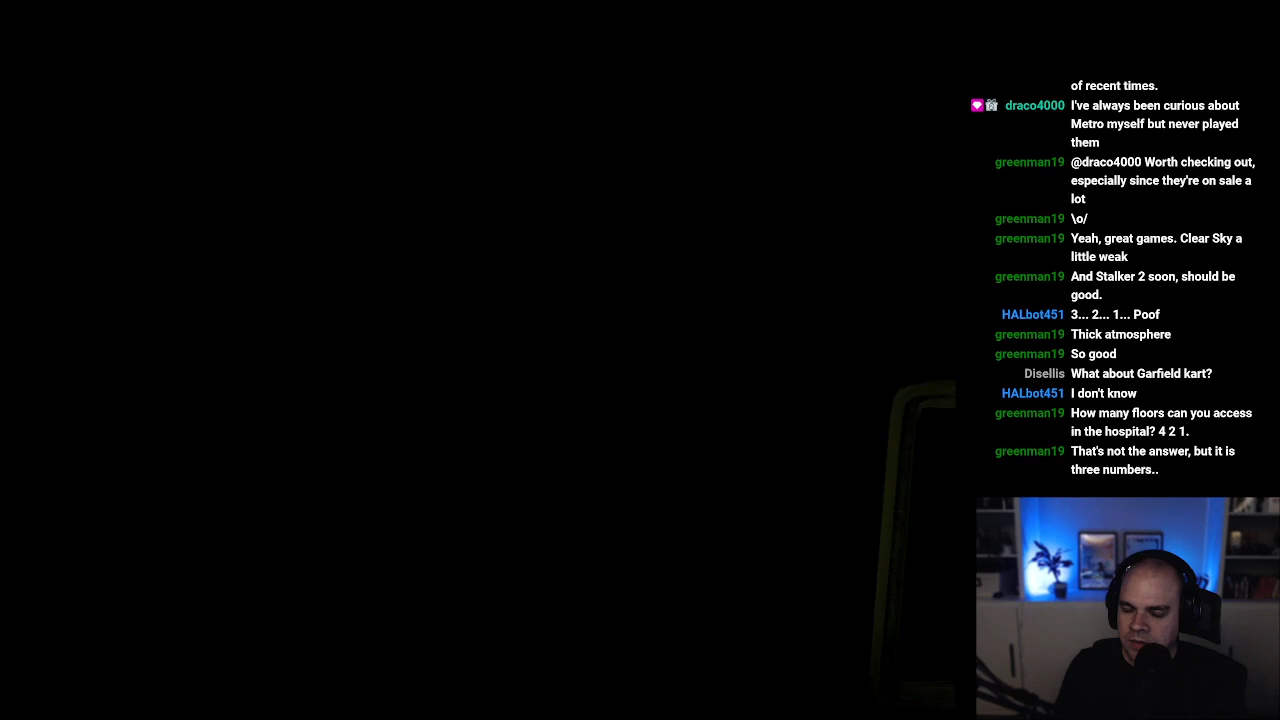 of recent times.
draco4000 I've always been curious about
Metro myself but never played
them
greenman19 @draco4000 Worth checking out,
especially since they're on sale a
lot
greenman19 \o/
greenman19 Yeah, great games. Clear Sky a
little weak
greenman19 And Stalker 2 soon, should be
good.
HALbot451 3... 2... 1... Poof
greenman19 Thick atmosphere
greenman19 So good
Disellis What about Garfield kart?
HALbot451 I don't know
greenman19 How many floors can you access
in the hospital? 4 2 1.
greenman19 That's not the answer, but it is
three numbers..